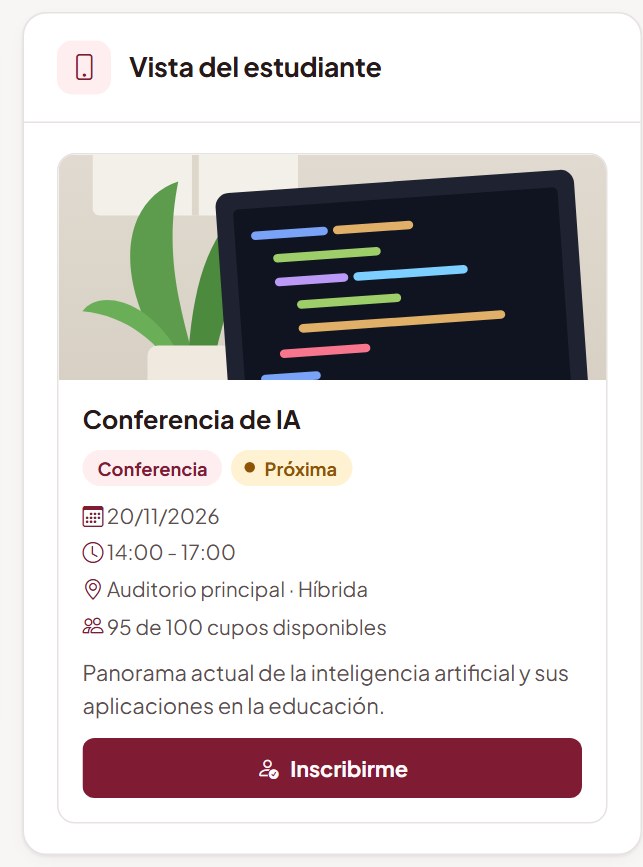 Vista del estudiante
Conferencia de IA
Conferencia
Próxima
20/11/2026
14:00 - 17:00
Auditorio principal · Híbrida
95 de 100 cupos disponibles
Panorama actual de la inteligencia artificial y sus
aplicaciones en la educación.
Inscribirme